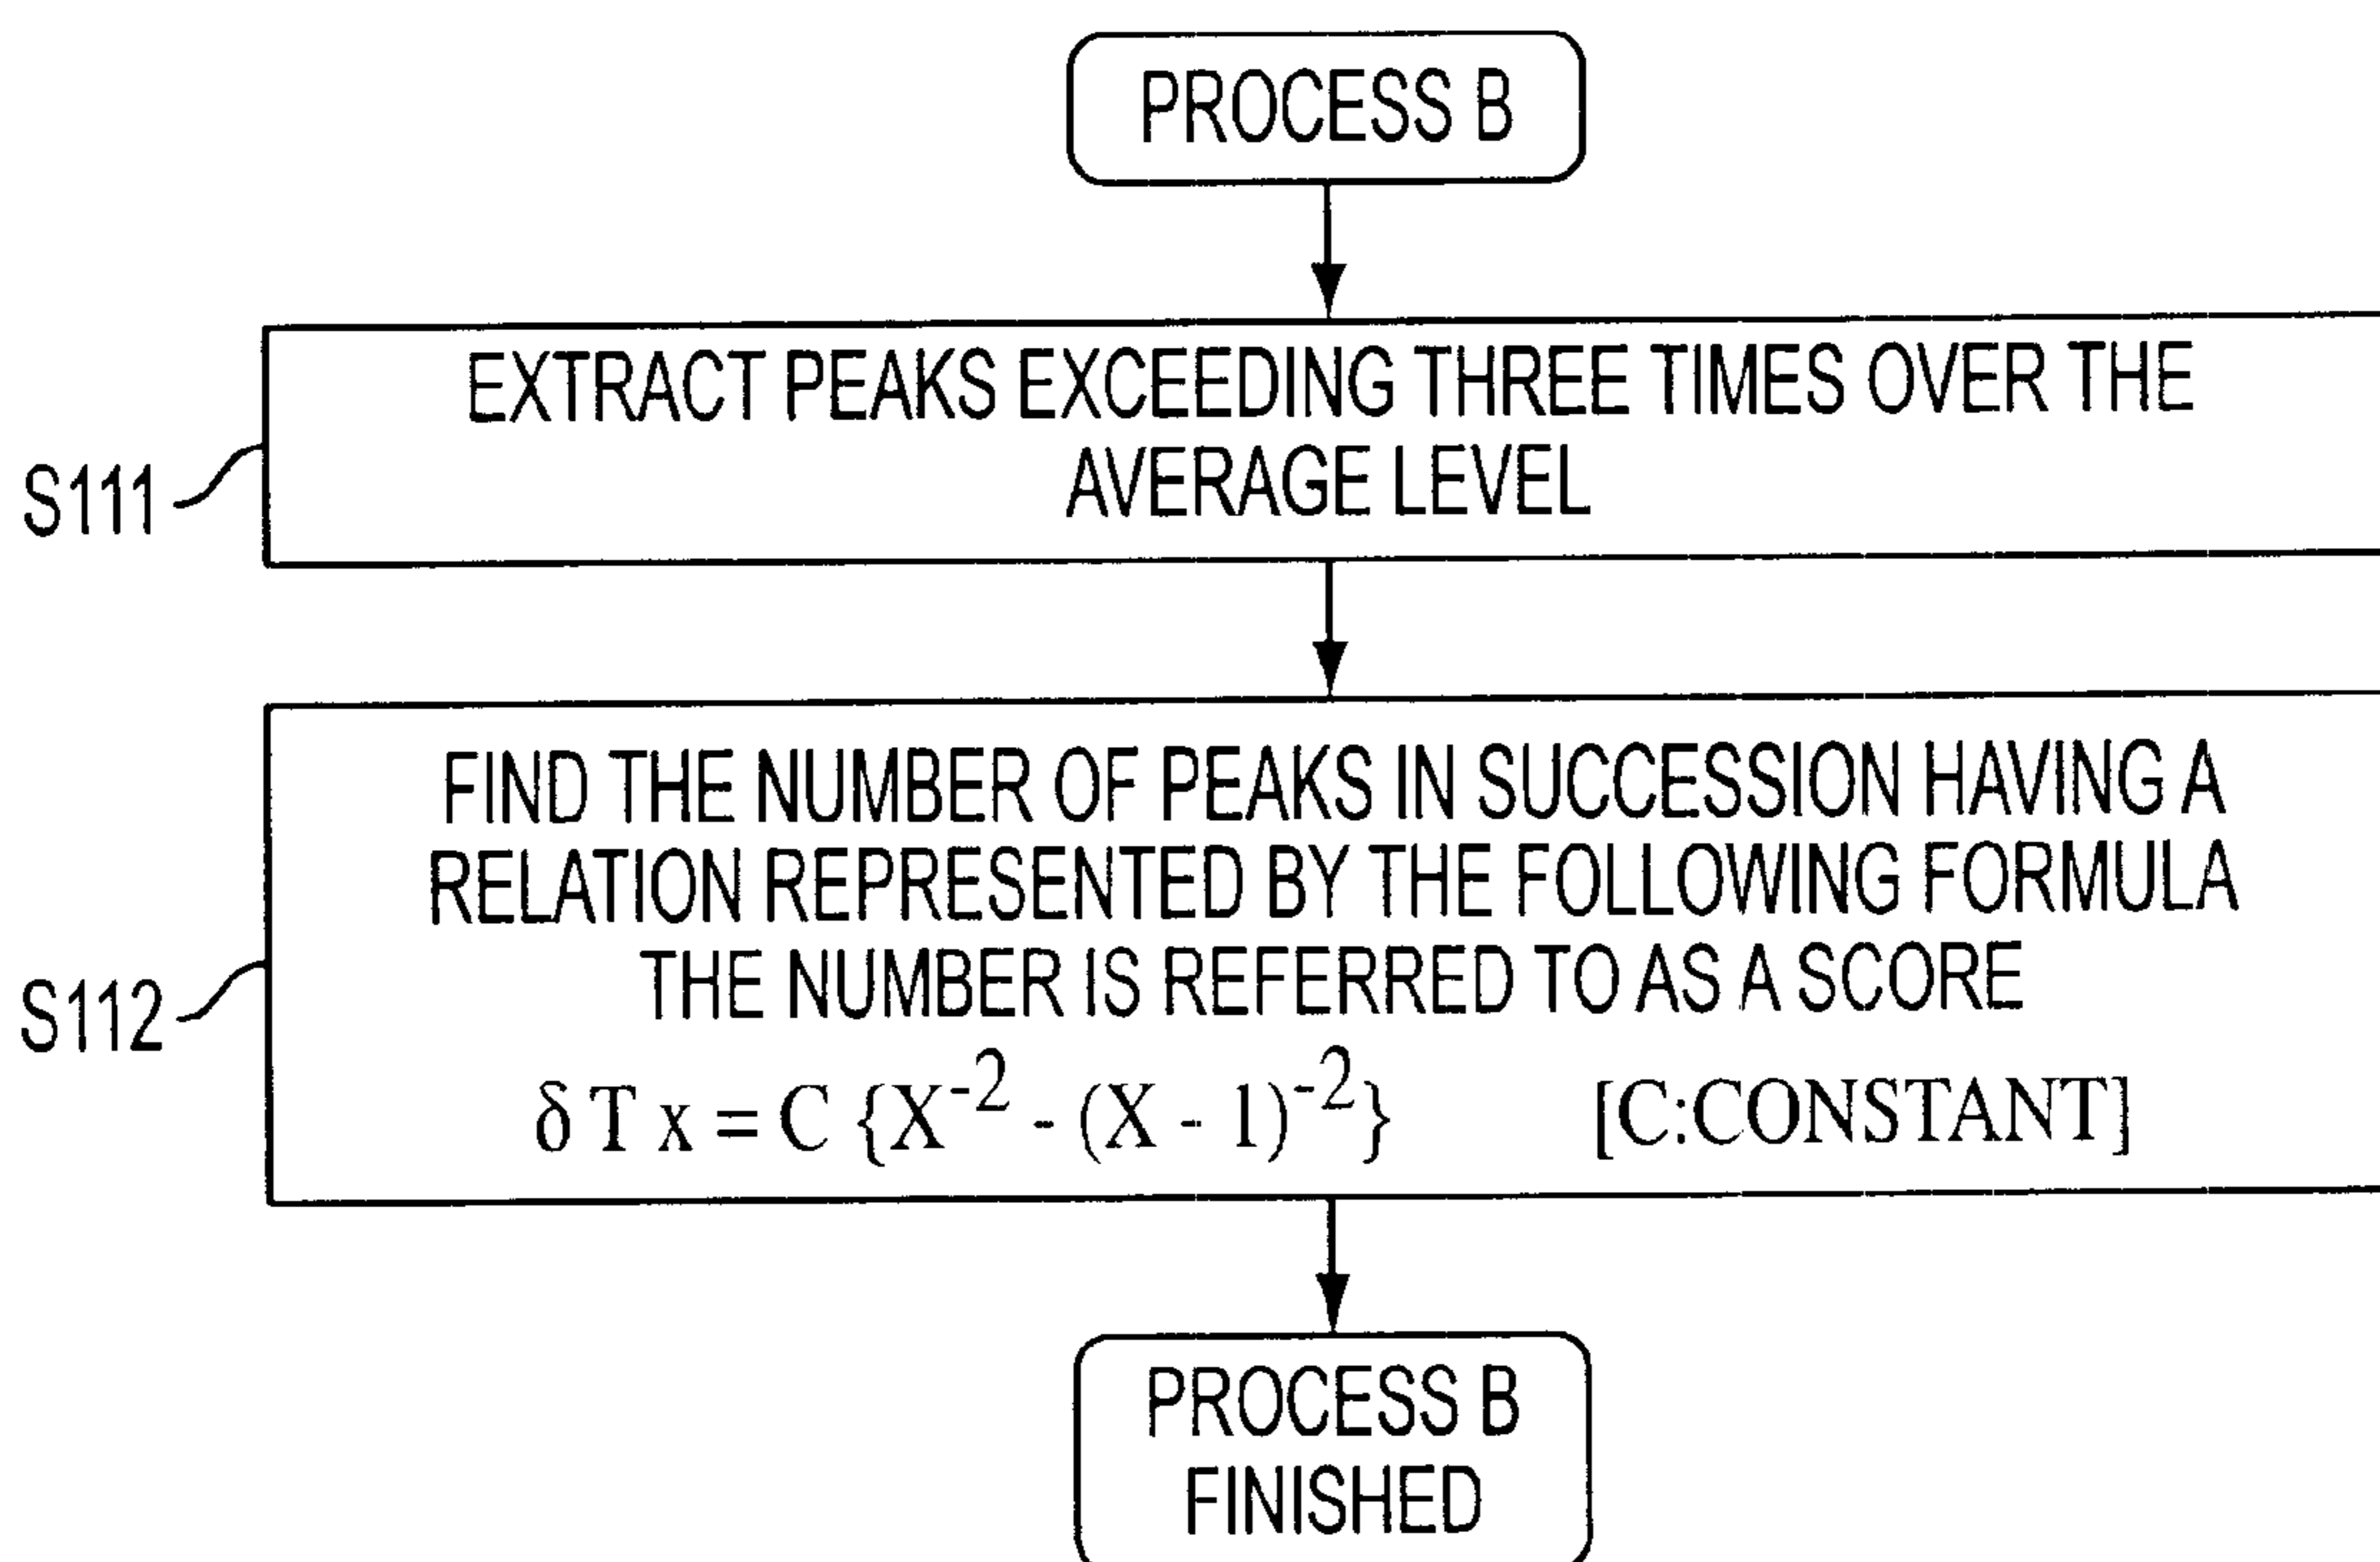 PROCESS B
EXTRACT PEAKS EXCEEDING THREE TIMES OVER THE
AVERAGE LEVEL
S111
FIND THE NUMBER OF PEAKS IN SUCCESSION HAVING A
RELATION REPRESENTED BY THE FOLLOWING FORMULA
THE NUMBER IS REFERRED TO AS A SCORE
S112
δ T x = C {X⁻² - (X - 1)⁻²} [C:CONSTANT]
PROCESS B
FINISHED